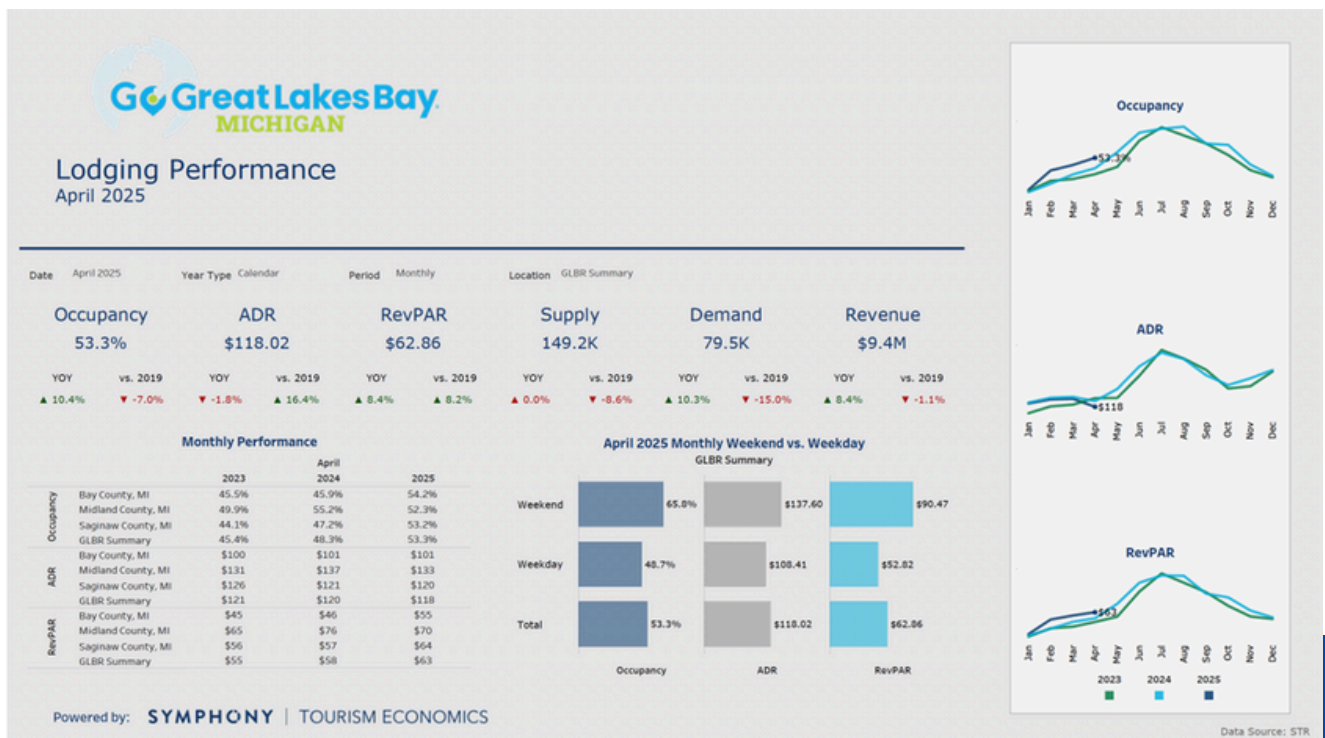 Go Great Lakes Bay
MICHIGAN
Lodging Performance
April 2025
Date April 2025 Year Type Calendar Period Monthly Location GLBR Summary
Occupancy ADR RevPAR Supply Demand Revenue
53.3% $118.02 $62.86 149.2K 79.5K $9.4M
YOY vs. 2019 YOY vs. 2019 YOY vs. 2019 YOY vs. 2019 YOY vs. 2019 YOY vs. 2019
▲ 10.4% ▼ -7.0% ▼ -1.8% ▲ 16.4% ▲ 8.4% ▲ 8.2% ▲ 0.0% ▼ -8.6% ▲ 10.3% ▼ -15.0% ▲ 8.4% ▼ -1.1%
Monthly Performance
April
2023 2024 2025
Occupancy
Bay County, MI 45.5% 45.9% 54.2%
Midland County, MI 49.9% 55.2% 52.3%
Saginaw County, MI 44.1% 47.2% 53.2%
GLBR Summary 45.4% 48.3% 53.3%
ADR
Bay County, MI $100 $101 $101
Midland County, MI $131 $137 $133
Saginaw County, MI $126 $121 $120
GLBR Summary $121 $120 $118
RevPAR
Bay County, MI $45 $46 $55
Midland County, MI $65 $76 $70
Saginaw County, MI $56 $57 $64
GLBR Summary $55 $58 $63
April 2025 Monthly Weekend vs. Weekday
GLBR Summary
Weekend 65.8% $137.60 $90.47
Weekday 48.7% $108.41 $52.82
Total 53.3% $118.02 $62.86
Occupancy ADR RevPAR
Powered by: SYMPHONY | TOURISM ECONOMICS
Occupancy
53.3%
Jan Feb Mar Apr May Jun Jul Aug Sep Oct Nov Dec
ADR
$118
Jan Feb Mar Apr May Jun Jul Aug Sep Oct Nov Dec
RevPAR
$63
Jan Feb Mar Apr May Jun Jul Aug Sep Oct Nov Dec
2023 2024 2025
Data Source: STR